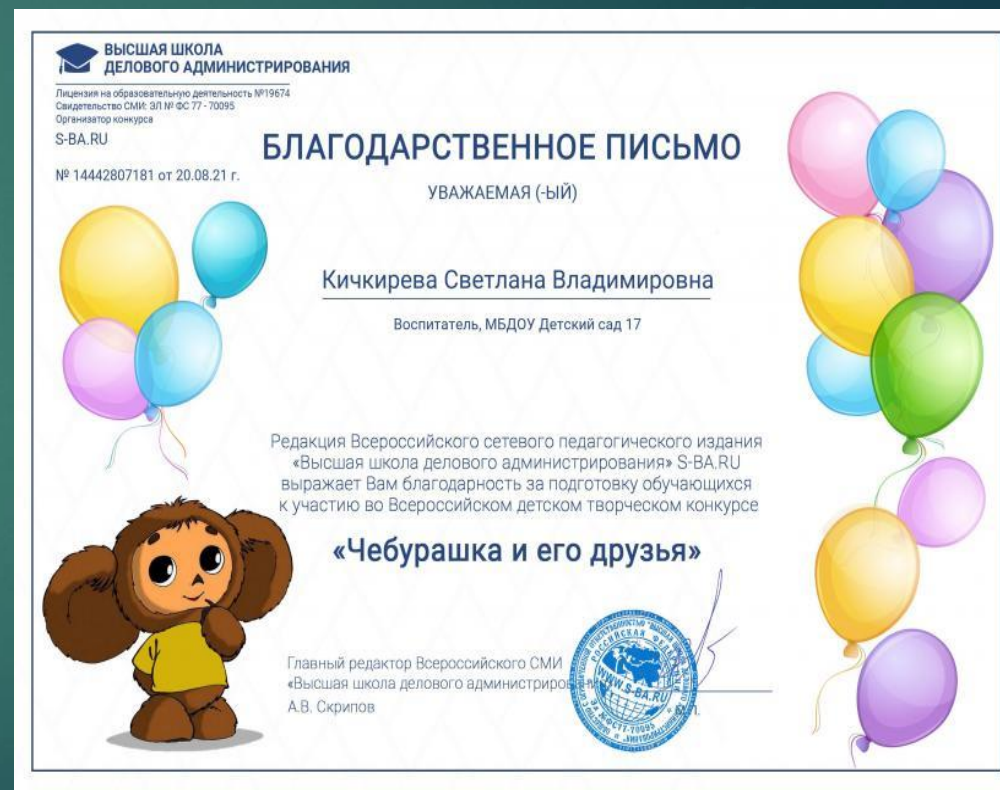 ВЫСШАЯ ШКОЛА
ДЕЛОВОГО АДМИНИСТРИРОВАНИЯ
Лицензия на образовательную деятельность №19674
Свидетельство СМИ: ЭЛ № ФС 77 - 70095
Организатор конкурса
S-BA.RU
№ 14442807181 от 20.08.21 г.
БЛАГОДАРСТВЕННОЕ ПИСЬМО
УВАЖАЕМАЯ (-ЫЙ)
Кичкирева Светлана Владимировна
Воспитатель, МБДОУ Детский сад 17
Редакция Всероссийского сетевого педагогического издания
«Высшая школа делового администрирования» S-BA.RU
выражает Вам благодарность за подготовку обучающихся
к участию во Всероссийском детском творческом конкурсе
«Чебурашка и его друзья»
Главный редактор Всероссийского СМИ
«Высшая школа делового
А.В. Скрипов
РОССИЙСКАЯ ФЕДЕРАЦИЯ
WWW.S-BA.RU